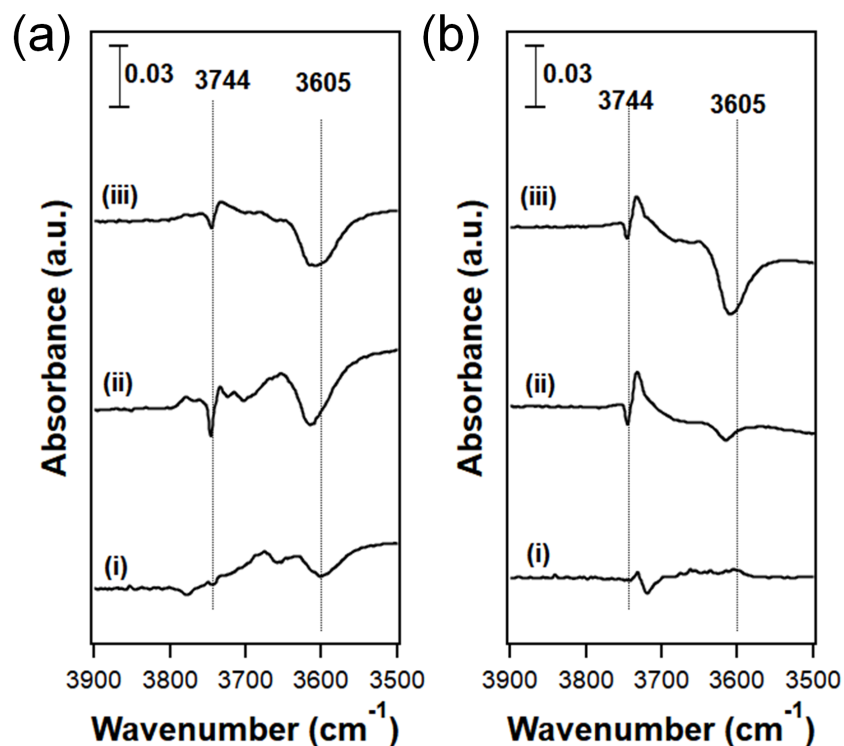 (a)
0.03
3744
3605
(iii)
(ii)
(i)
Absorbance (a.u.)
3900 3800 3700 3600 3500
Wavenumber (cm⁻¹)
(b)
0.03
3744
3605
(iii)
(ii)
(i)
Absorbance (a.u.)
3900 3800 3700 3600 3500
Wavenumber (cm⁻¹)